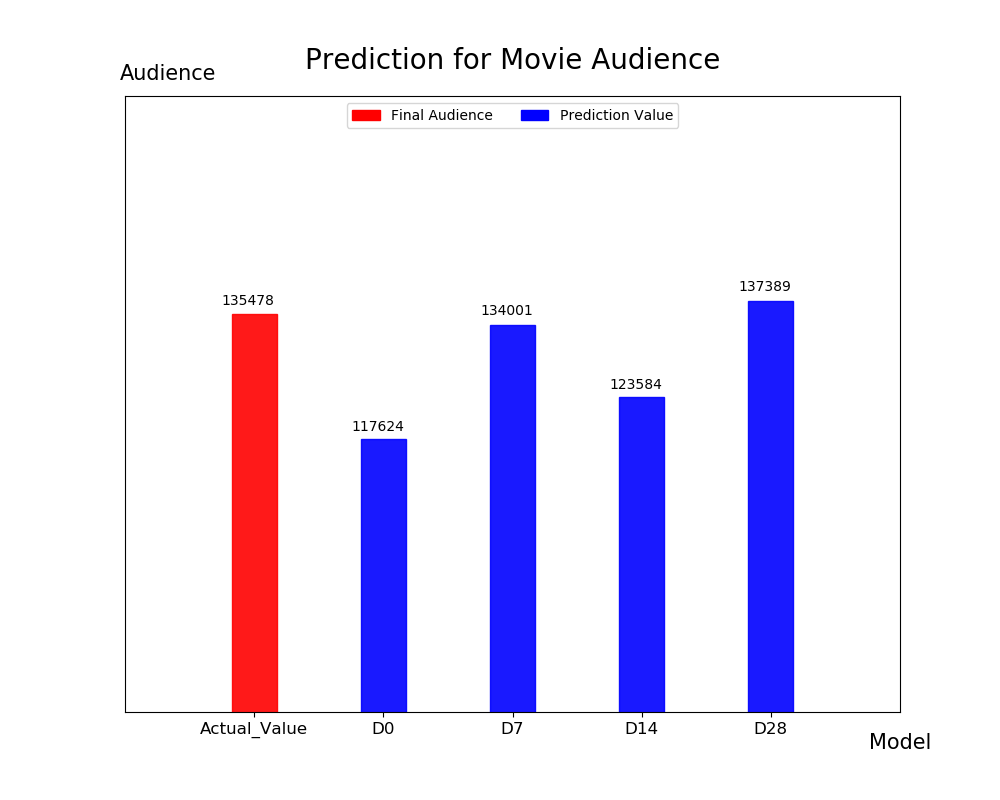 Prediction for Movie Audience
Audience
Final Audience
Prediction Value
135478
117624
134001
123584
137389
Actual_Value
D0
D7
D14
D28
Model